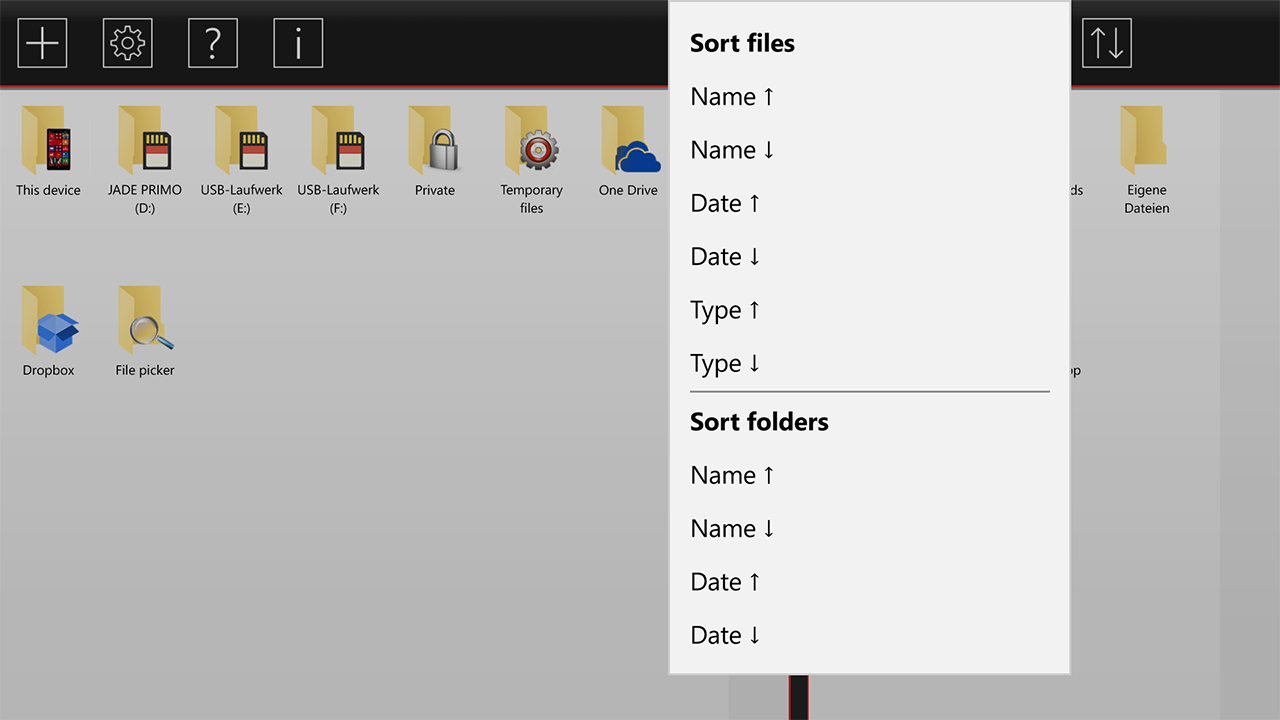 ?
i
This device
JADE PRIMO
(D:)
USB-Laufwerk
(E:)
USB-Laufwerk
(F:)
Private
Temporary
files
One Drive
Eigene
Dateien
Dropbox
File picker
Sort files
Name ↑
Name ↓
Date ↑
Date ↓
Type ↑
Type ↓
Sort folders
Name ↑
Name ↓
Date ↑
Date ↓